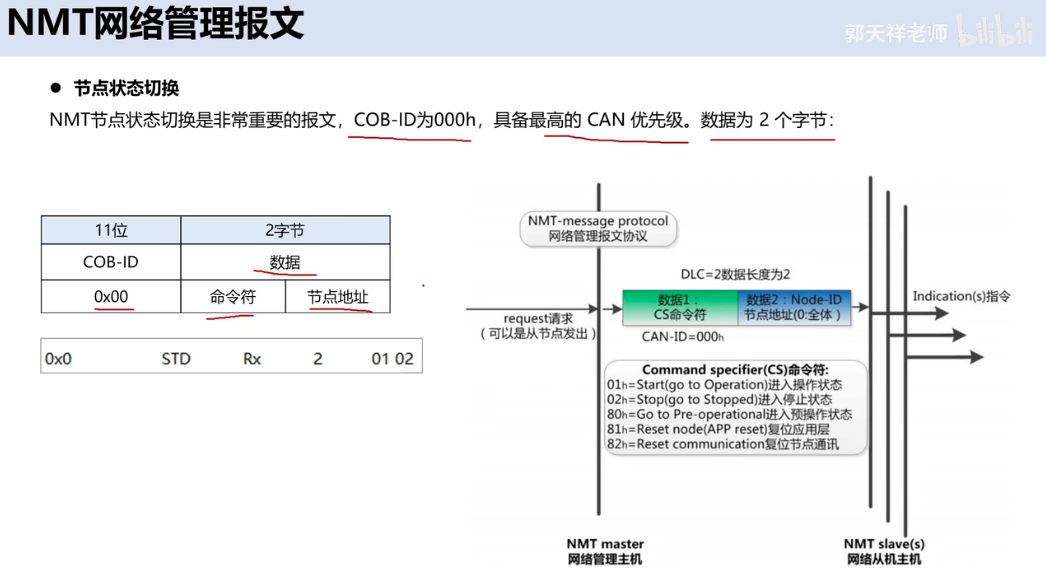 NMT网络管理报文
郭天祥老师 bilibili
● 节点状态切换
NMT节点状态切换是非常重要的报文，COB-ID为000h，具备最高的 CAN 优先级。数据为 2 个字节：
11位 2字节
COB-ID 数据
0x00 命令符 节点地址
0x0 STD Rx 2 01 02
NMT-message protocol
网络管理报文协议
DLC=2数据长度为2
数据1：
CS命令符
数据2：Node-ID
节点地址(0:全体）
request请求
（可以是从节点发出）
CAN-ID=000h
Indication(s)指令
Command specifier(CS)命令符:
01h=Start(go to Operation)进入操作状态
02h=Stop(go to Stopped)进入停止状态
80h=Go to Pre-operational进入预操作状态
81h=Reset node(APP reset)复位应用层
82h=Reset communication复位节点通讯
NMT master
网络管理主机
NMT slave(s)
网络从机主机